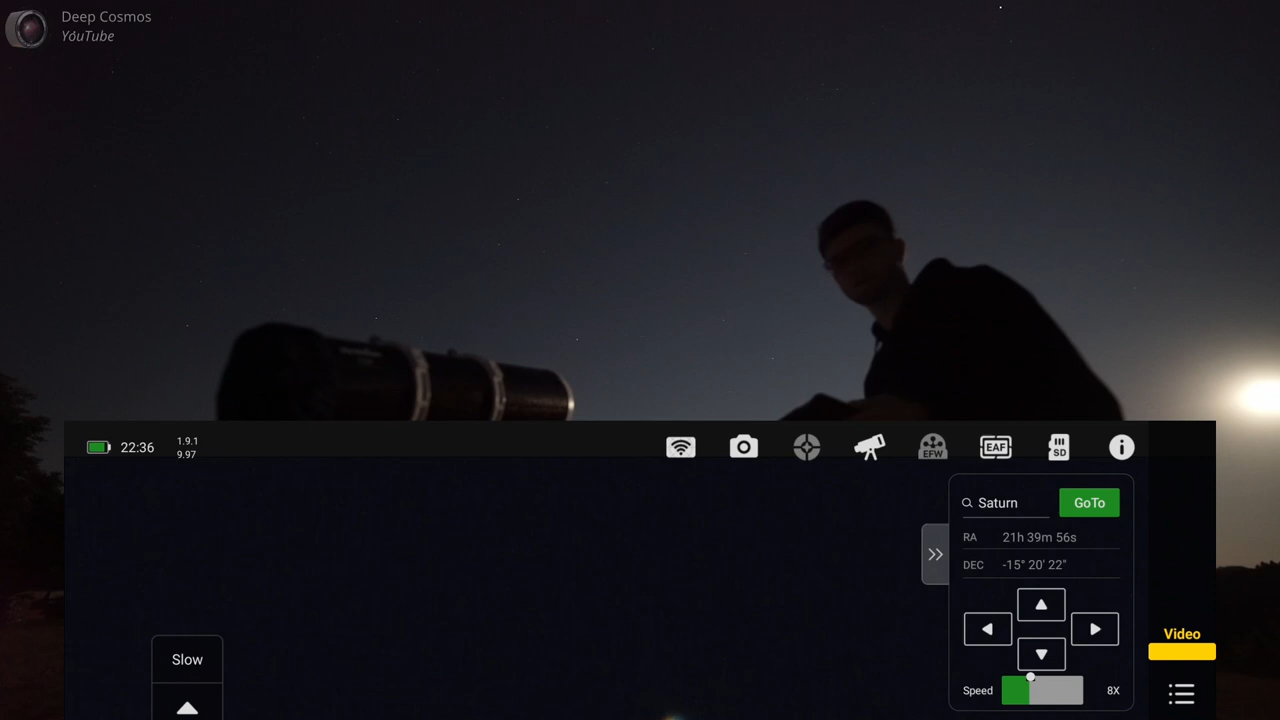 Deep Cosmos
YouTube
22:36
1.9.1
9.97
EFW
EAF
SD
i
Saturn
GoTo
RA 21h 39m 56s
DEC -15° 20' 22"
Video
Slow
Speed 8X